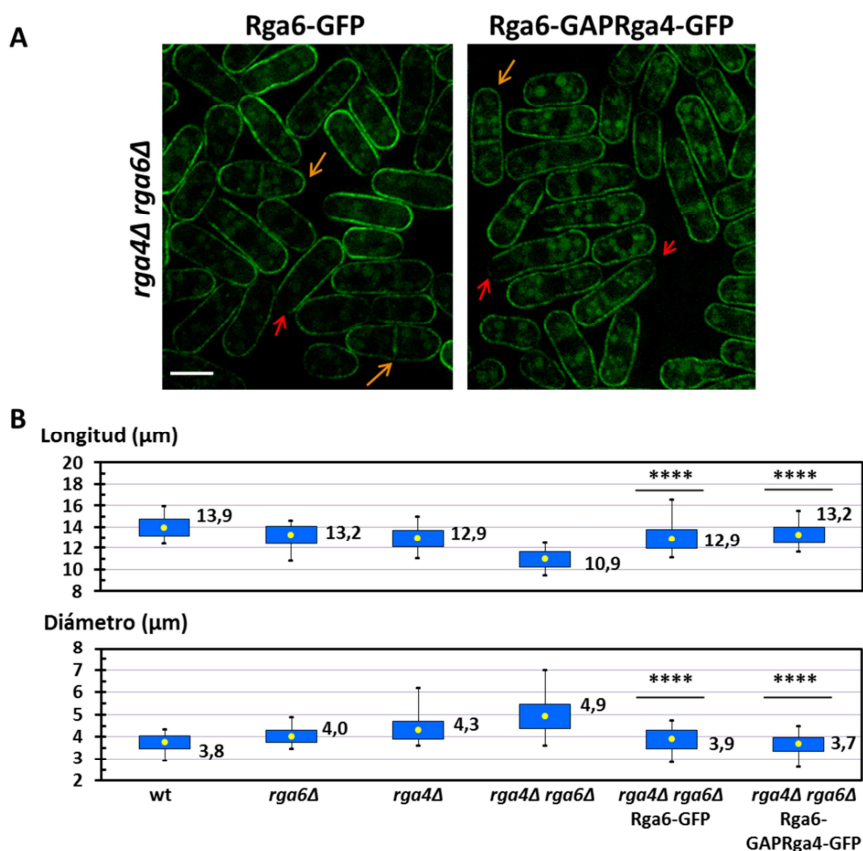 A
Rga6-GFP
Rga6-GAPRga4-GFP
rga4Δ rga6Δ
B
Longitud (µm)
20
18
16
14
12
10
8
13,9
13,2
12,9
10,9
****
12,9
****
13,2
Diámetro (µm)
8
7
6
5
4
3
2
3,8
4,0
4,3
4,9
****
3,9
****
3,7
wt
rga6Δ
rga4Δ
rga4Δ rga6Δ
rga4Δ rga6Δ
Rga6-GFP
rga4Δ rga6Δ
Rga6-
GAPRga4-GFP